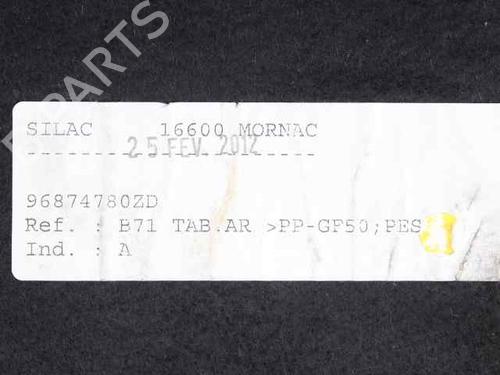 SILAC 16600 MORNAC
25 FEV. 2012
96874780ZD
Ref. : B71 TAB.AR >PP-GF50;PES
Ind. : A